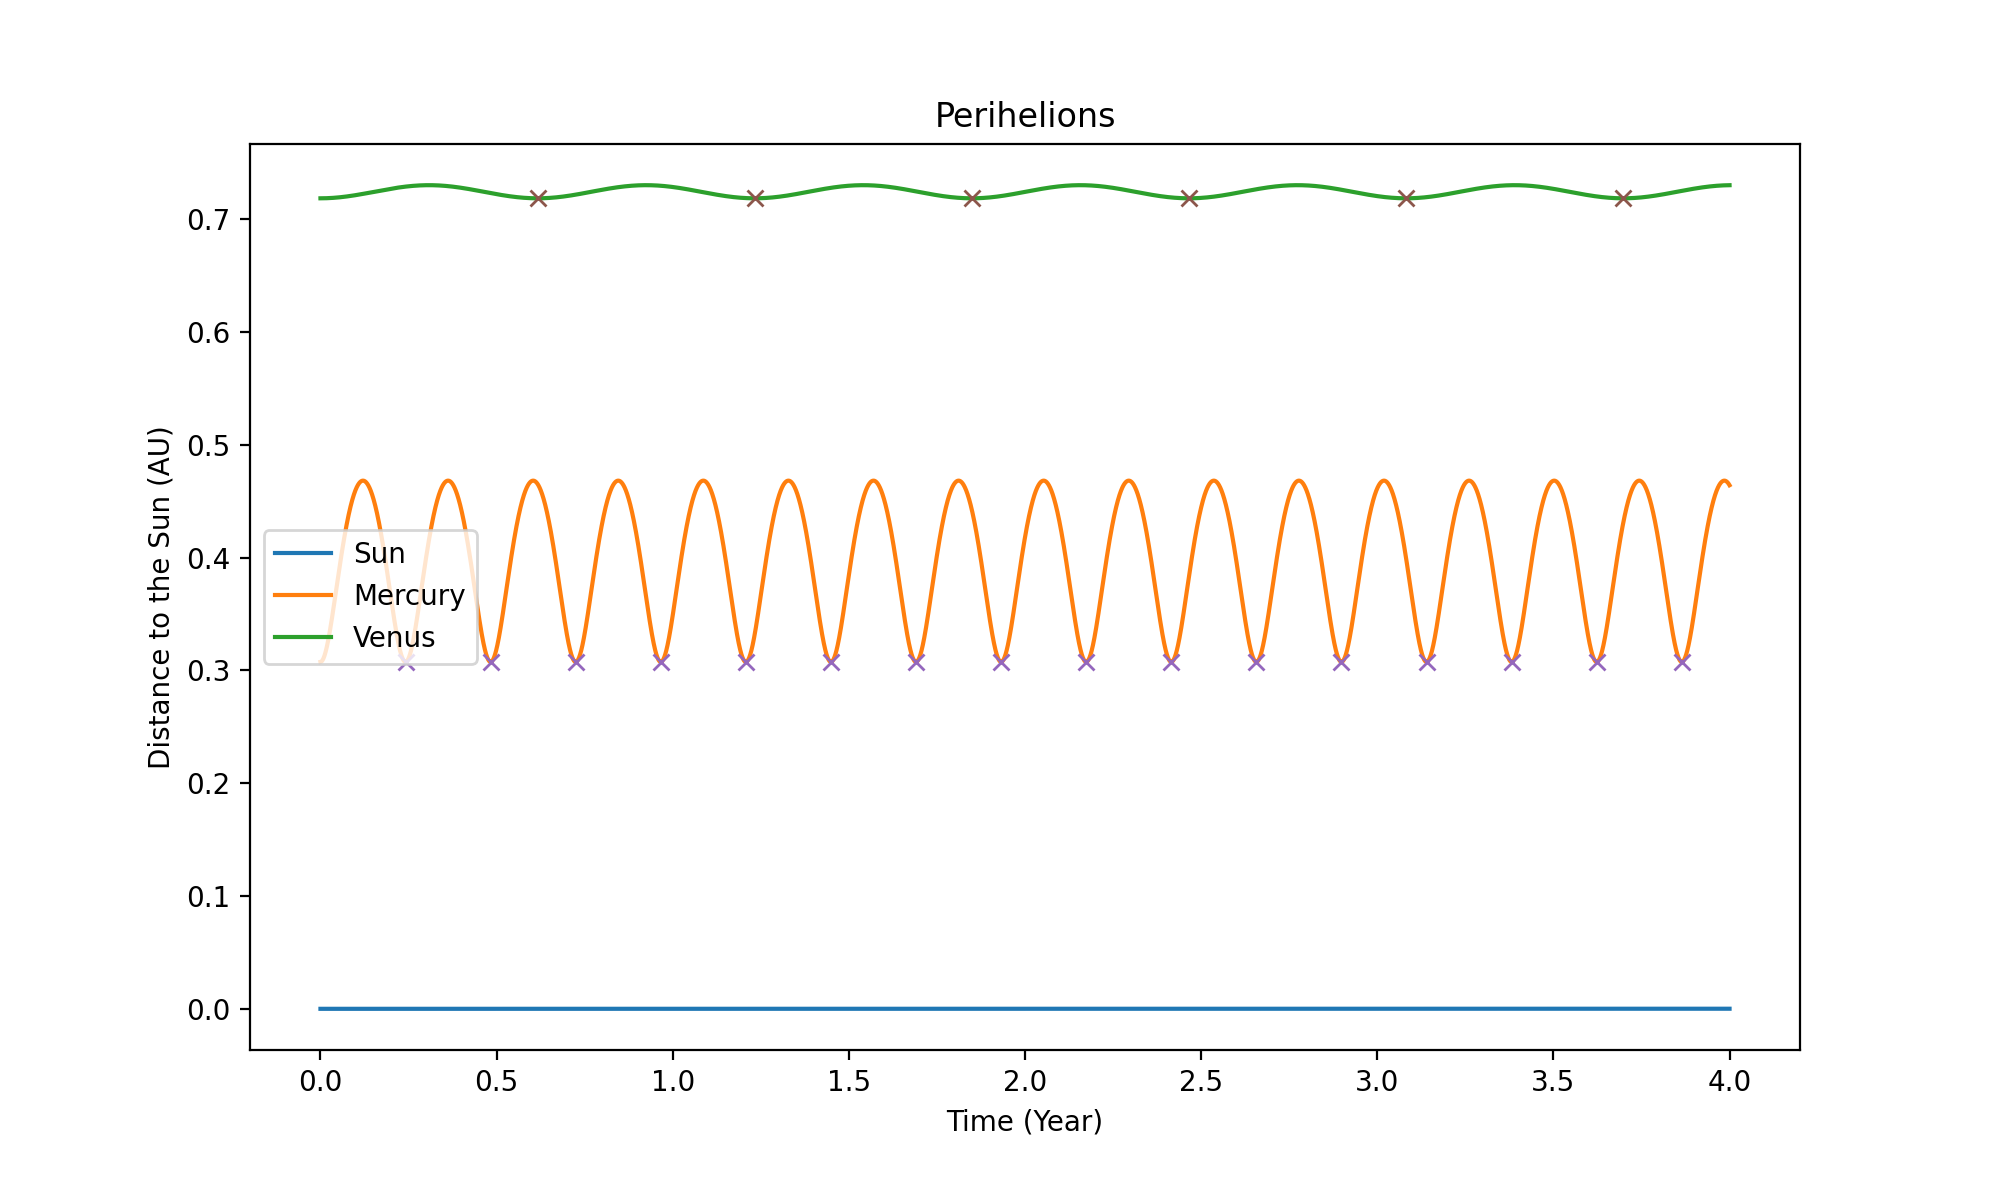 Perihelions
Distance to the Sun (AU)
0.7
0.6
0.5
0.4
0.3
0.2
0.1
0.0
Sun
Mercury
Venus
0.0 0.5 1.0 1.5 2.0 2.5 3.0 3.5 4.0
Time (Year)